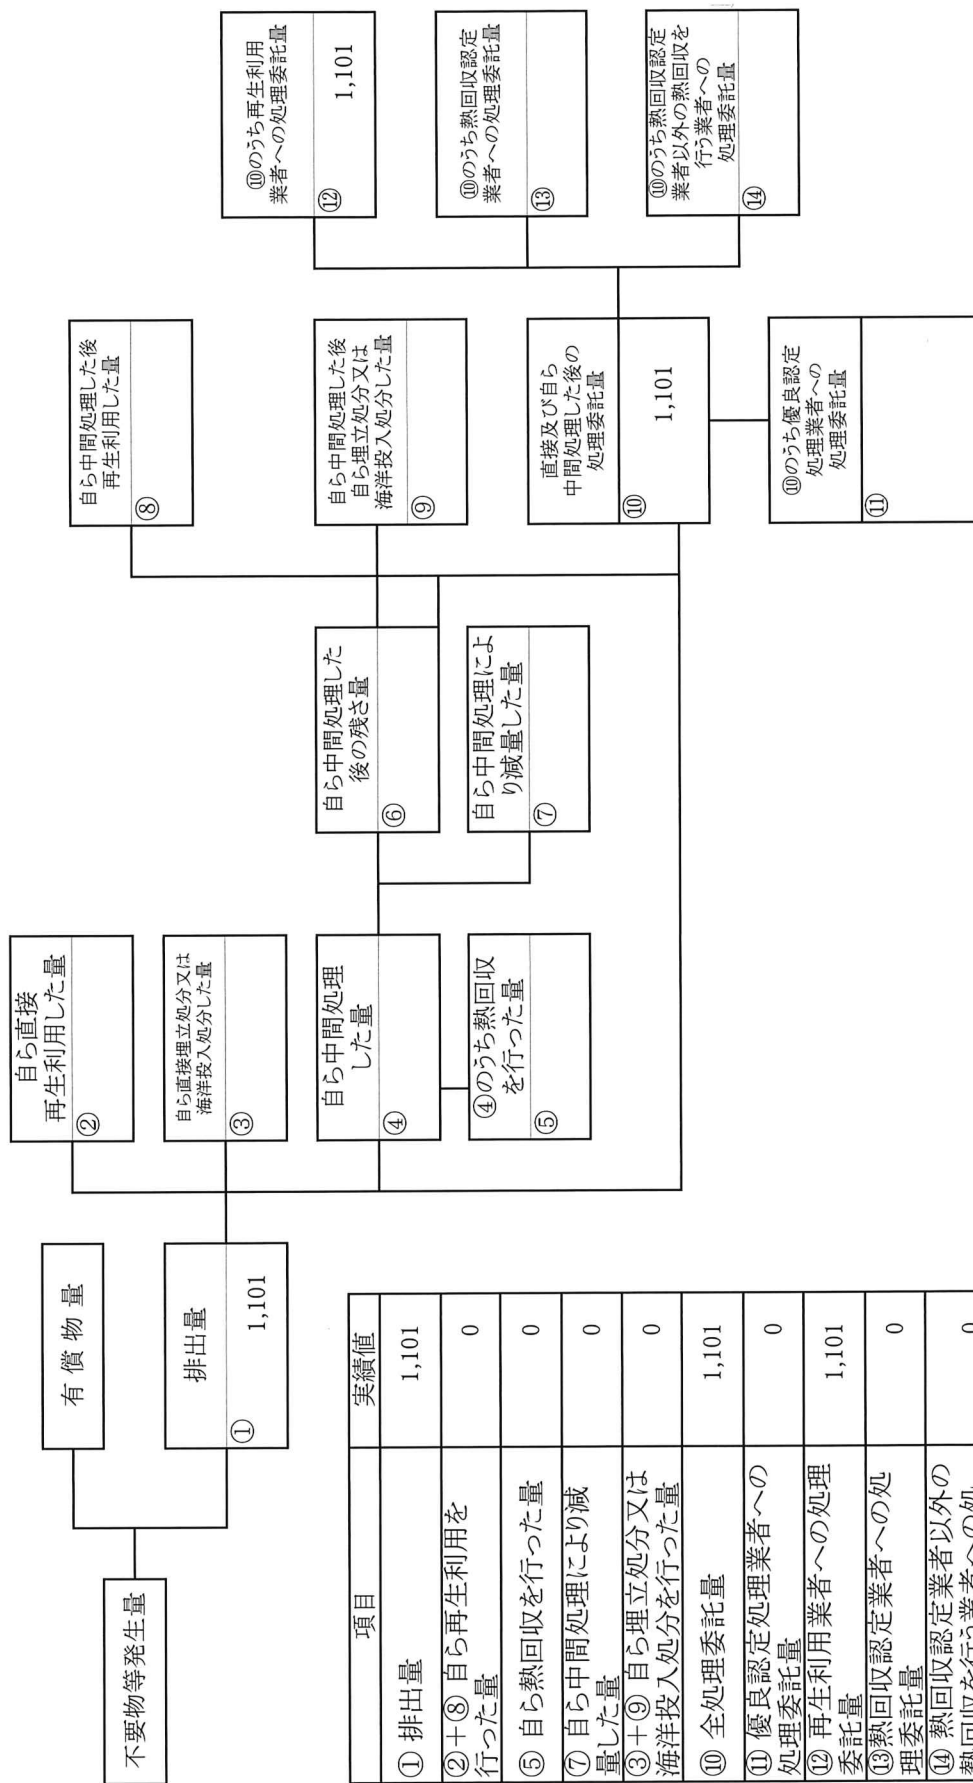 不要物等発生量
有償物量
排出量
①
1,101
自ら直接
再生利用した量
②
自ら直接埋立処分又は
海洋投入処分した量
③
自ら中間処理
した量
④
④のうち熱回収
を行った量
⑤
自ら中間処理した
後の残さ量
⑥
自ら中間処理によ
り減量した量
⑦
自ら中間処理した後
再生利用した量
⑧
自ら中間処理した後
自ら埋立処分又は
海洋投入処分した量
⑨
直接及び自ら
中間処理した後の
処理委託量
⑩
1,101
⑩のうち優良認定
処理業者への
処理委託量
⑪
⑩のうち再生利用
業者への処理委託量
⑫
1,101
⑩のうち熱回収認定
業者への処理委託量
⑬
⑩のうち熱回収認定
業者以外の熱回収を
行う業者への
処理委託量
⑭
項目 実績値
① 排出量 1,101
②+⑧ 自ら再生利用を
行った量 0
⑤ 自ら熱回収を行った量 0
⑦ 自ら中間処理により減
量した量 0
③+⑨ 自ら埋立処分又は
海洋投入処分を行った量 0
⑩ 全処理委託量 1,101
⑪ 優良認定処理業者への
処理委託量 0
⑫ 再生利用業者への処理
委託量 1,101
⑬熱回収認定業者への処
理委託量 0
⑭ 熱回収認定業者以外の
熱回収を行う業者への処 0